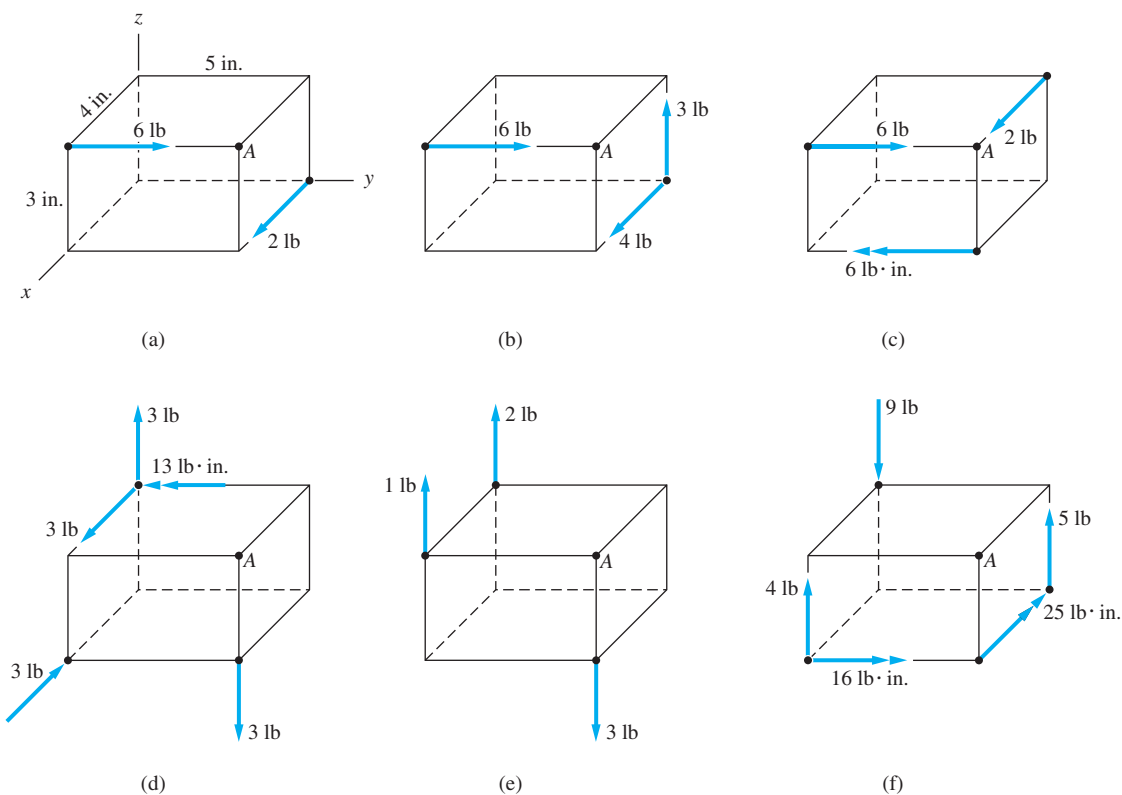 z
5 in.
4 in.
6 lb
A
3 in.
y
2 lb
x
(a)
3 lb
6 lb
A
4 lb
(b)
6 lb
2 lb
A
6 lb· in.
(c)
3 lb
13 lb· in.
3 lb
A
3 lb
3 lb
(d)
2 lb
1 lb
A
3 lb
(e)
9 lb
5 lb
A
4 lb
25 lb· in.
16 lb· in.
(f)